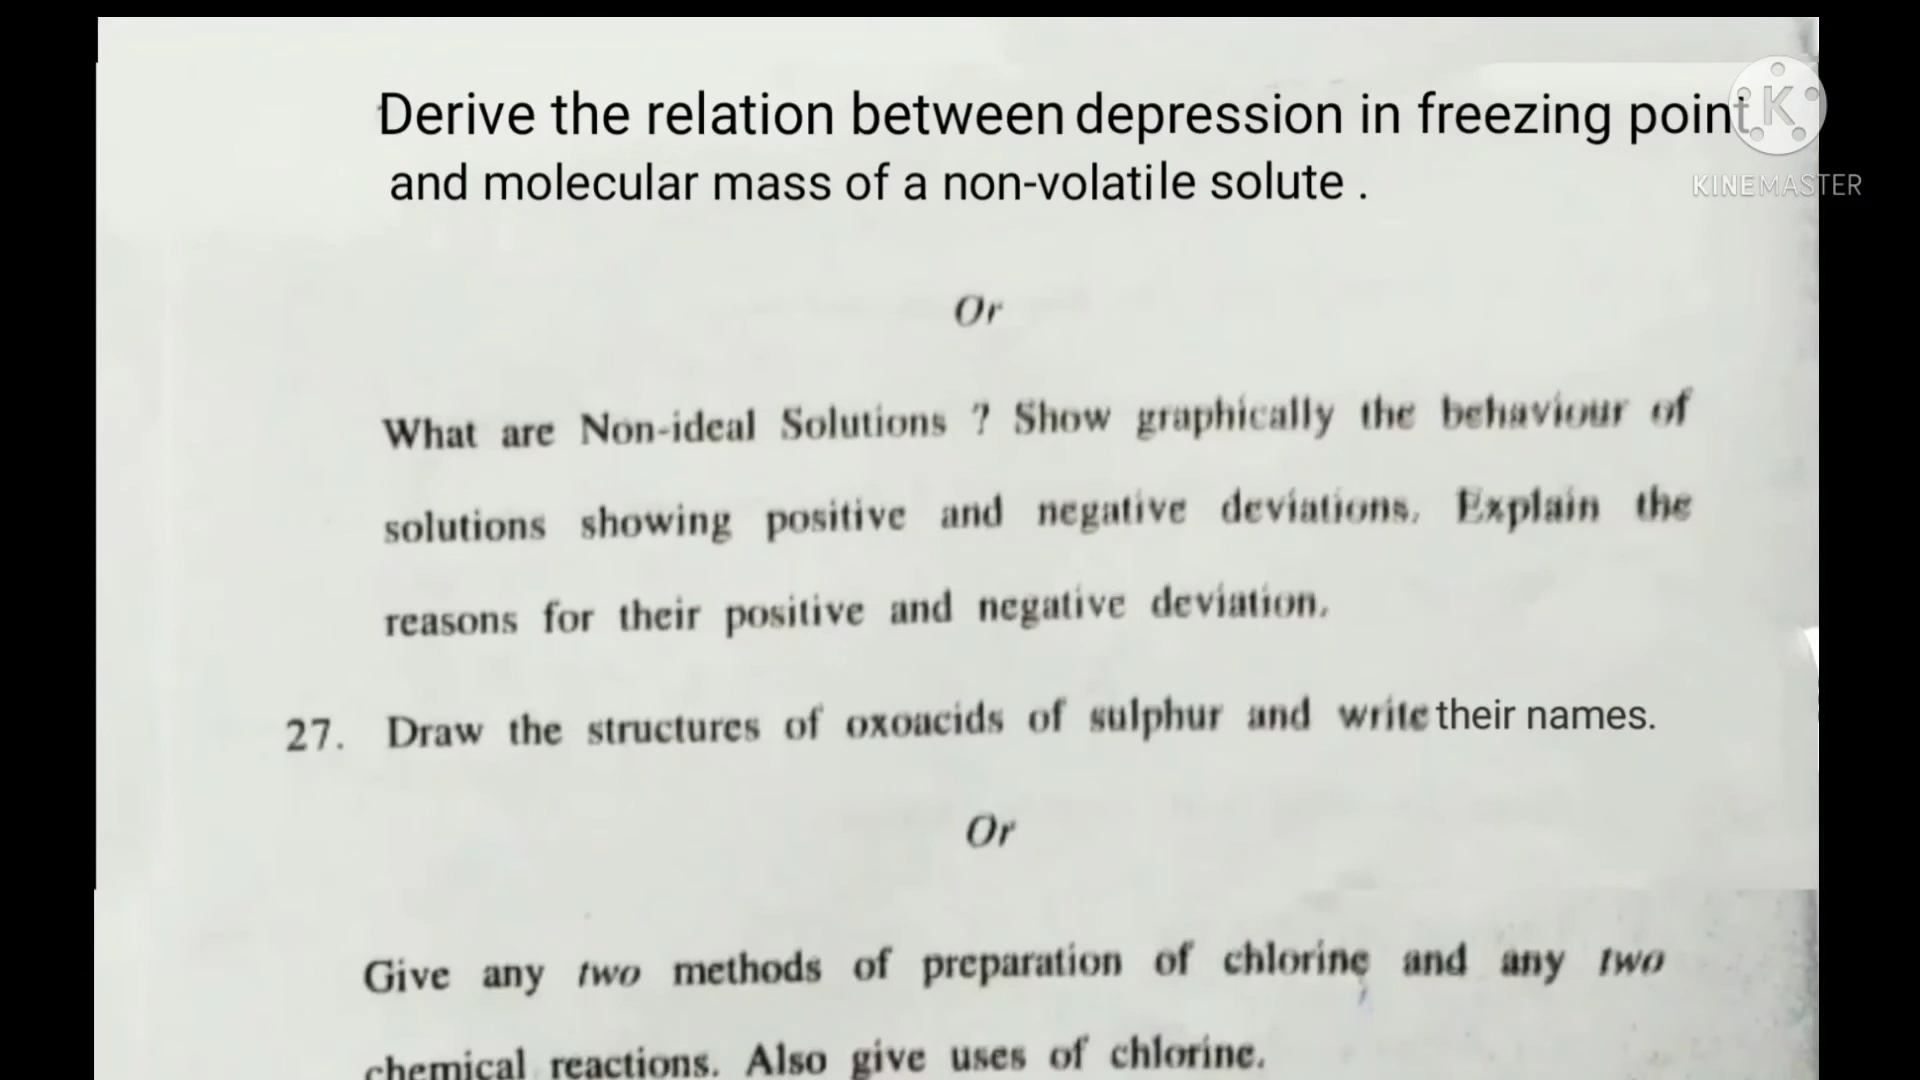 Derive the relation between depression in freezing point
and molecular mass of a non-volatile solute .
KINEMASTER
Or
What are Non-ideal Solutions ? Show graphically the behaviour of
solutions showing positive and negative deviations. Explain the
reasons for their positive and negative deviation.
27. Draw the structures of oxoacids of sulphur and write their names.
Or
Give any two methods of preparation of chlorine and any two
chemical reactions. Also give uses of chlorine.